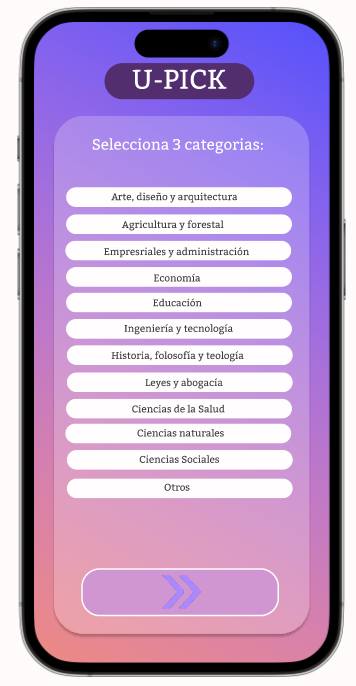 U-PICK
Selecciona 3 categorias:
Arte, diseño y arquitectura
Agricultura y forestal
Empresriales y administración
Economía
Educación
Ingeniería y tecnología
Historia, folosofía y teología
Leyes y abogacía
Ciencias de la Salud
Ciencias naturales
Ciencias Sociales
Otros